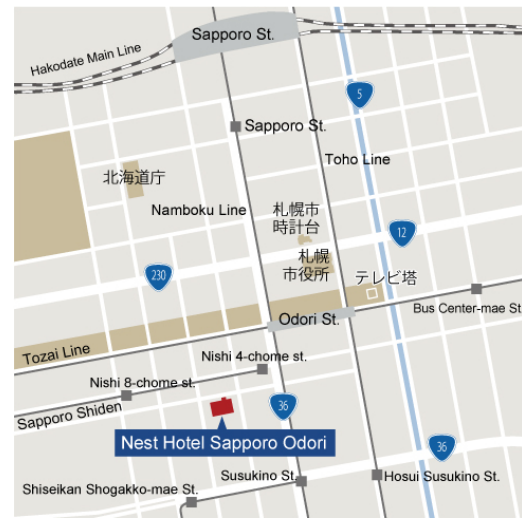 Sapporo St.
Hakodate Main Line
5
Sapporo St.
Toho Line
北海道庁
Namboku Line
札幌市
時計台
12
札幌
市役所
テレビ塔
230
Bus Center-mae St
Odori St.
Tozai Line
Nishi 4-chome st.
Nishi 8-chome st.
Sapporo Shiden
36
Nest Hotel Sapporo Odori
36
Susukino St.
Hosui Susukino St.
Shiseikan Shogakko-mae St.